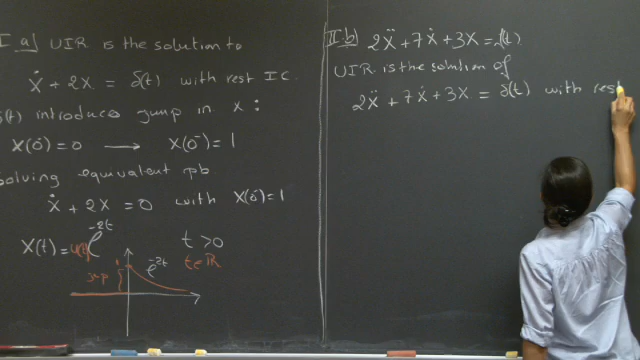 I a) UIR is the solution to
ẋ + 2x = δ(t) with rest I.C.
δ(t) introduces jump in x :
x(0⁻) = 0 → x(0⁻) = 1
Solving equivalent pb
ẋ + 2x = 0 with x(0⁻) = 1
x(t) = u(t) e^{-2t} t > 0
t ∈ ℝ
jump 1 e^{-2t}
II b) 2ẍ + 7ẋ + 3x = f(t).
UIR is the solution of
2ẍ + 7ẋ + 3x = δ(t) with rest